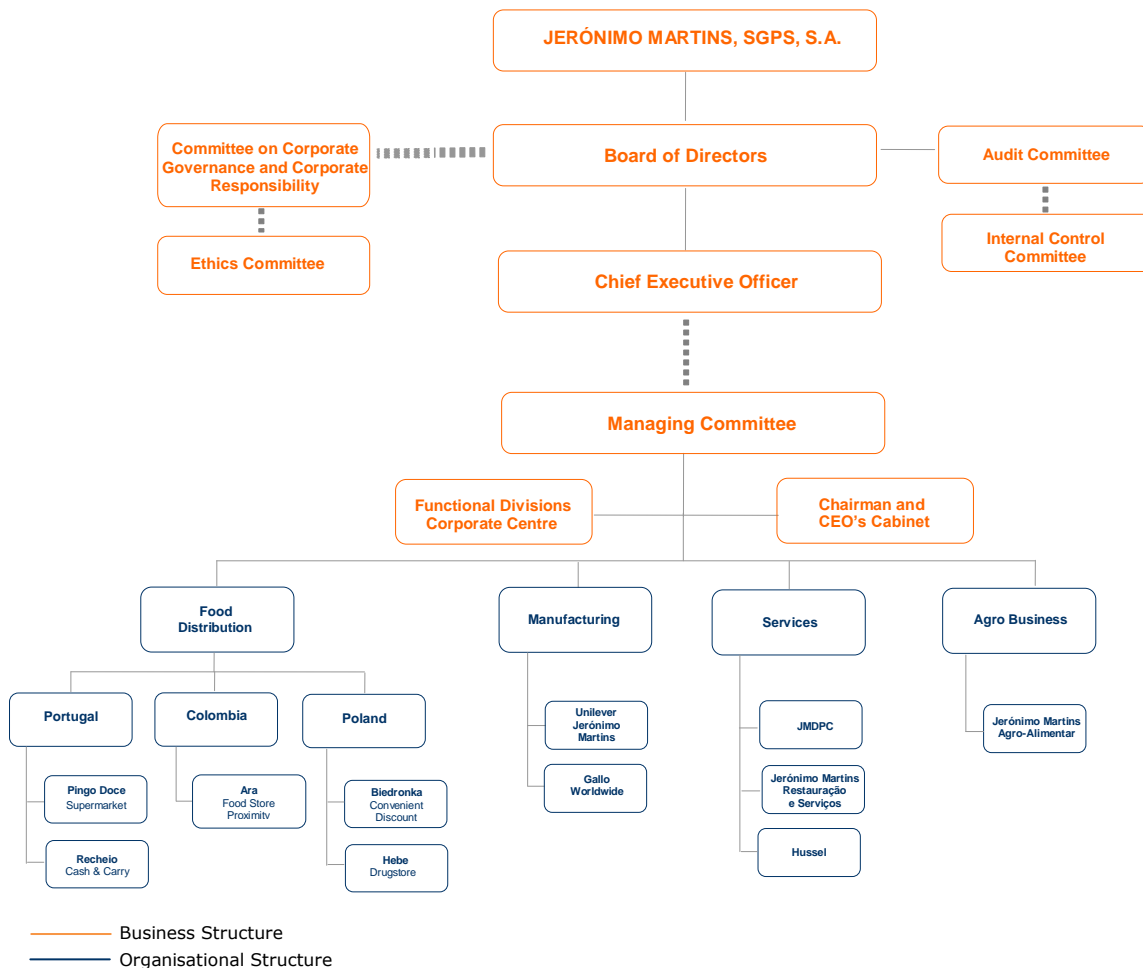 JERÓNIMO MARTINS, SGPS, S.A.
Committee on Corporate
Governance and Corporate
Responsibility
Board of Directors
Audit Committee
Ethics Committee
Internal Control
Committee
Chief Executive Officer
Managing Committee
Functional Divisions
Corporate Centre
Chairman and
CEO's Cabinet
Food
Distribution
Manufacturing
Services
Agro Business
Portugal
Colombia
Poland
Unilever
Jerónimo
Martins
JMDPC
Jerónimo Martins
Agro-Alimentar
Pingo Doce
Supermarket
Ara
Food Store
Proximity
Biedronka
Convenient
Discount
Gallo
Worldwide
Jerónimo Martins
Restauração
e Serviços
Recheio
Cash & Carry
Hebe
Drugstore
Hussel
Business Structure
Organisational Structure